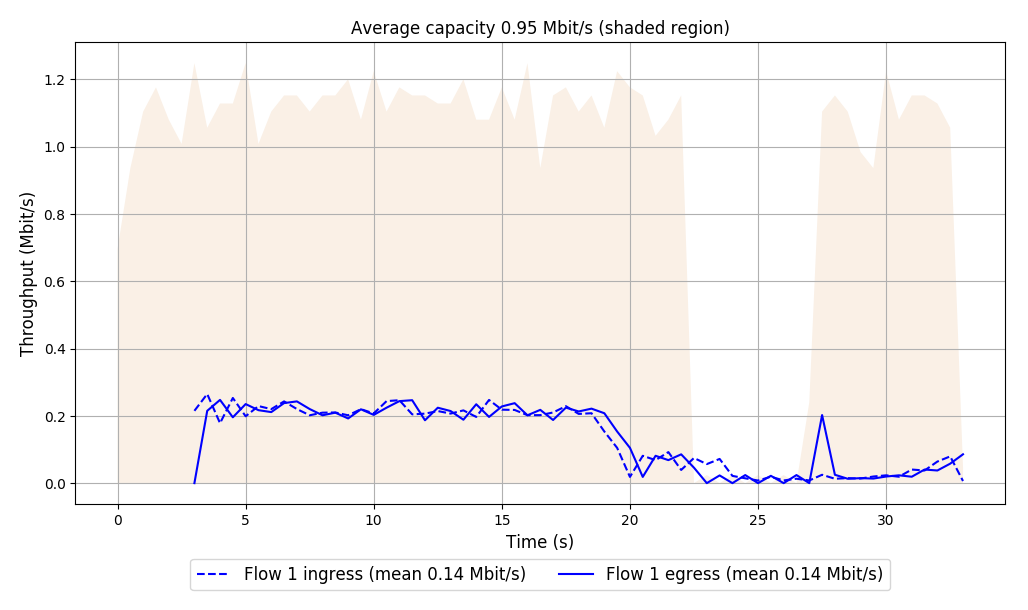 Average capacity 0.95 Mbit/s (shaded region)
Throughput (Mbit/s)
1.2
1.0
0.8
0.6
0.4
0.2
0.0
0 5 10 15 20 25 30
Time (s)
Flow 1 ingress (mean 0.14 Mbit/s) Flow 1 egress (mean 0.14 Mbit/s)